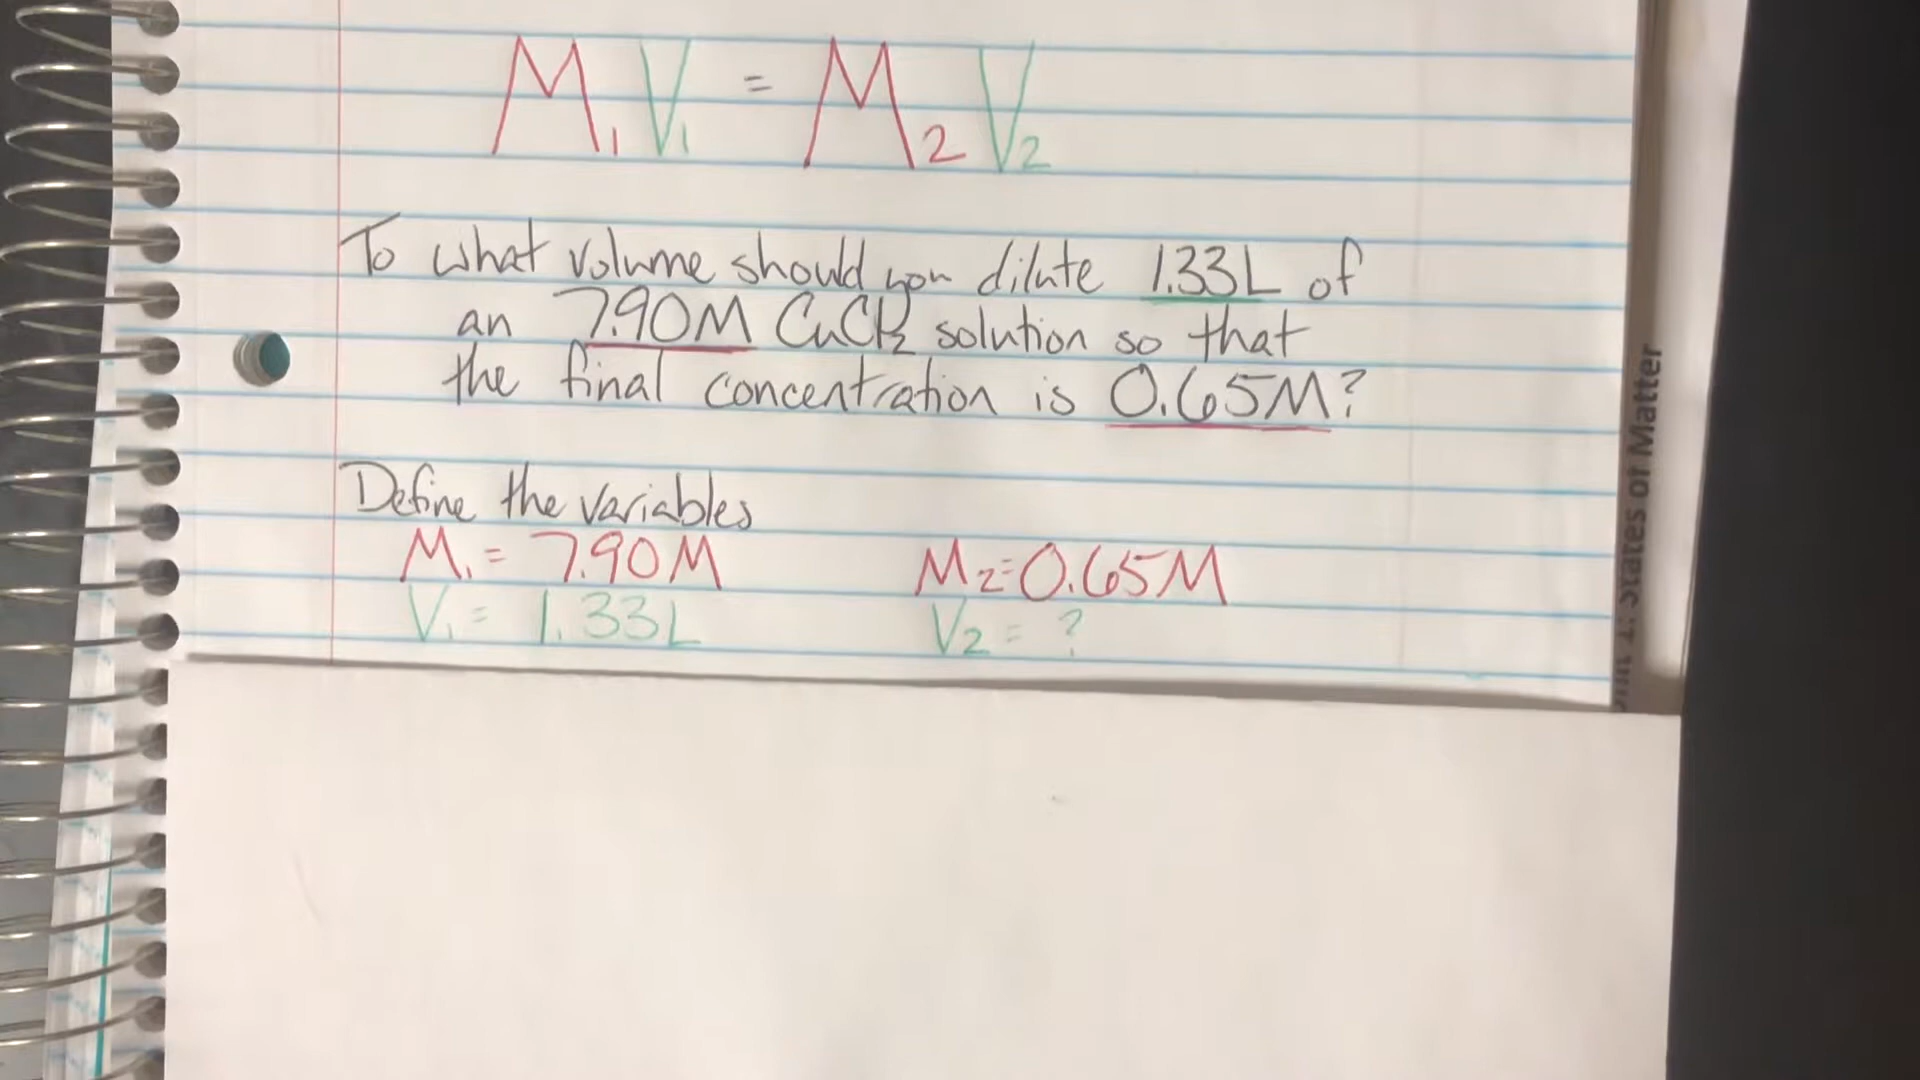 M₁V₁ = M₂V₂
To what volume should you dilute 1.33L of
an 7.90M CuCl₂ solution so that
the final concentration is 0.65M?
Define the variables
M₁ = 7.90M M₂=0.65M
V₁ = 1.33L V₂ = ?
1: States of Matter